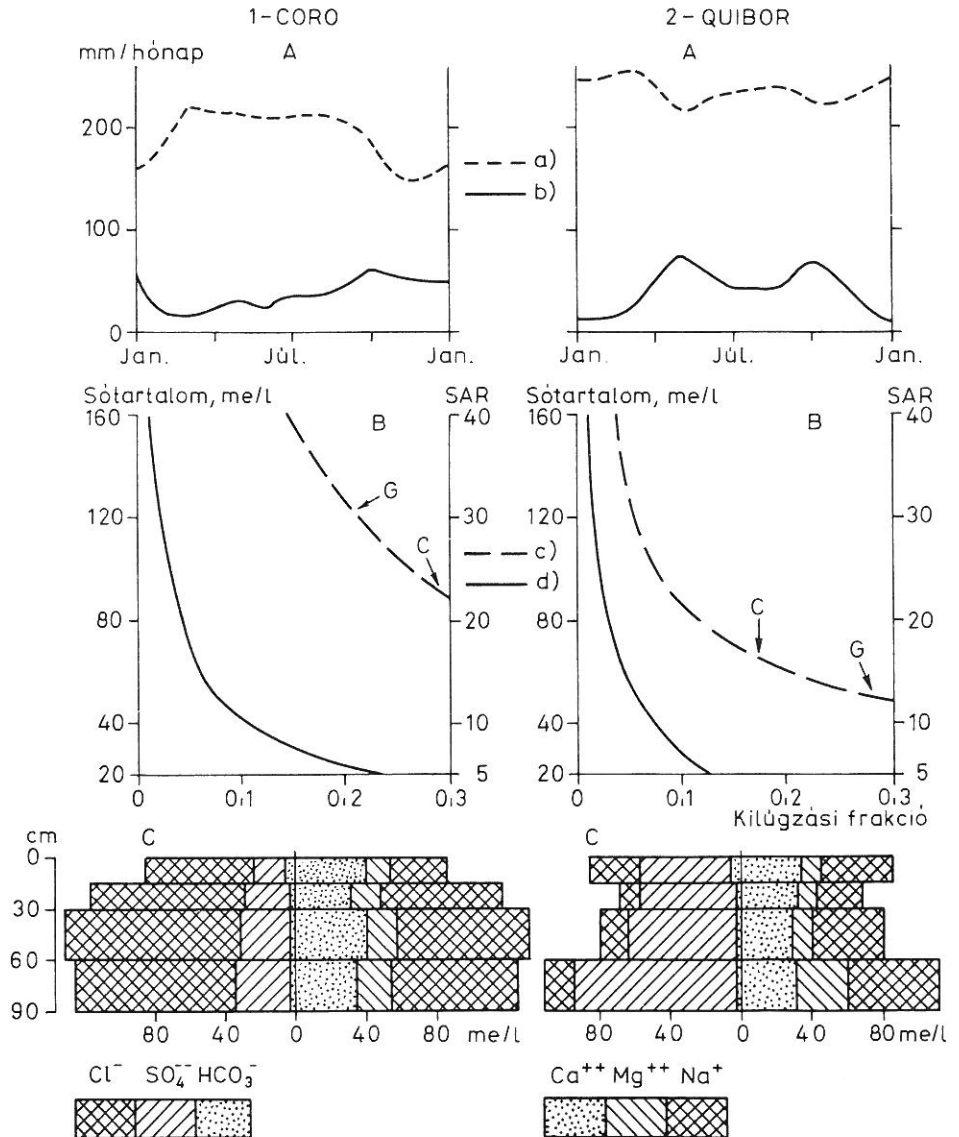 1-CORO 2-QUIBOR
mm/hónap A A
200
a)
b)
100
0
Jan. Júl. Jan. Jan. Júl. Jan.
Sótartalom, me/l SAR Sótartalom, me/l SAR
160 B 40 160 B 40
G
120 30 120 30
C
c)
d)
80 20 80 C 20
G
40 10 40 10
20 5 20 5
0 0,1 0,2 0,3 0 0,1 0,2 0,3
Kilúgzási frakció
cm C C
0
30
60
90
80 40 0 40 80 me/l 80 40 0 40 80 me/l
Cl⁻ SO₄⁻⁻ HCO₃⁻ Ca⁺⁺ Mg⁺⁺ Na⁺